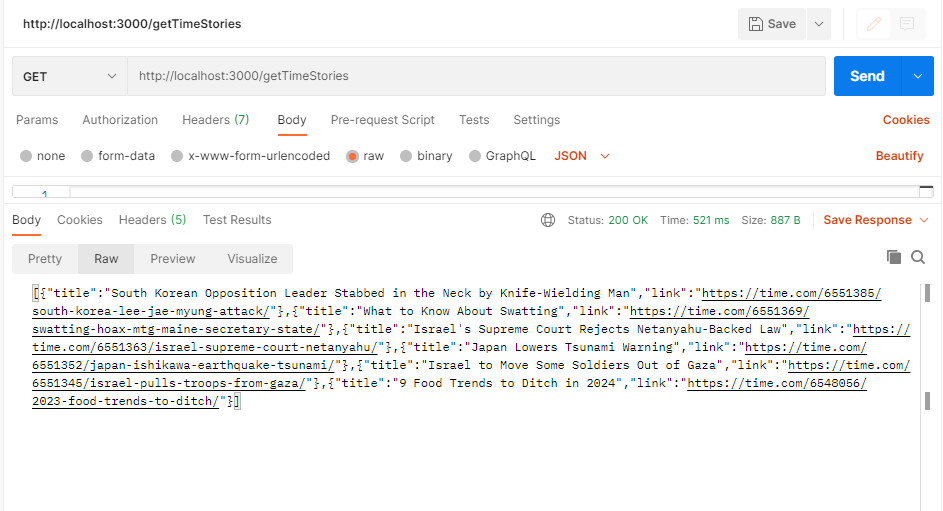 http://localhost:3000/getTimeStories
Save
GET http://localhost:3000/getTimeStories Send
Params Authorization Headers (7) Body Pre-request Script Tests Settings Cookies
none form-data x-www-form-urlencoded raw binary GraphQL JSON Beautify
1
Body Cookies Headers (5) Test Results Status: 200 OK Time: 521 ms Size: 887 B Save Response
Pretty Raw Preview Visualize
[{"title":"South Korean Opposition Leader Stabbed in the Neck by Knife-Wielding Man","link":"https://time.com/6551385/
south-korea-lee-jae-myung-attack/"},{"title":"What to Know About Swatting","link":"https://time.com/6551369/
swatting-hoax-mtg-maine-secretary-state/"},{"title":"Israel's Supreme Court Rejects Netanyahu-Backed Law","link":"https://
time.com/6551363/israel-supreme-court-netanyahu/"},{"title":"Japan Lowers Tsunami Warning","link":"https://time.com/
6551352/japan-ishikawa-earthquake-tsunami/"},{"title":"Israel to Move Some Soldiers Out of Gaza","link":"https://time.com/
6551345/israel-pulls-troops-from-gaza/"},{"title":"9 Food Trends to Ditch in 2024","link":"https://time.com/6548056/
2023-food-trends-to-ditch/"}]